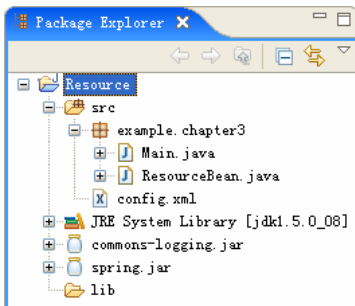 Package Explorer
Resource
src
example.chapter3
Main.java
ResourceBean.java
config.xml
JRE System Library [jdk1.5.0_08]
commons-logging.jar
spring.jar
lib